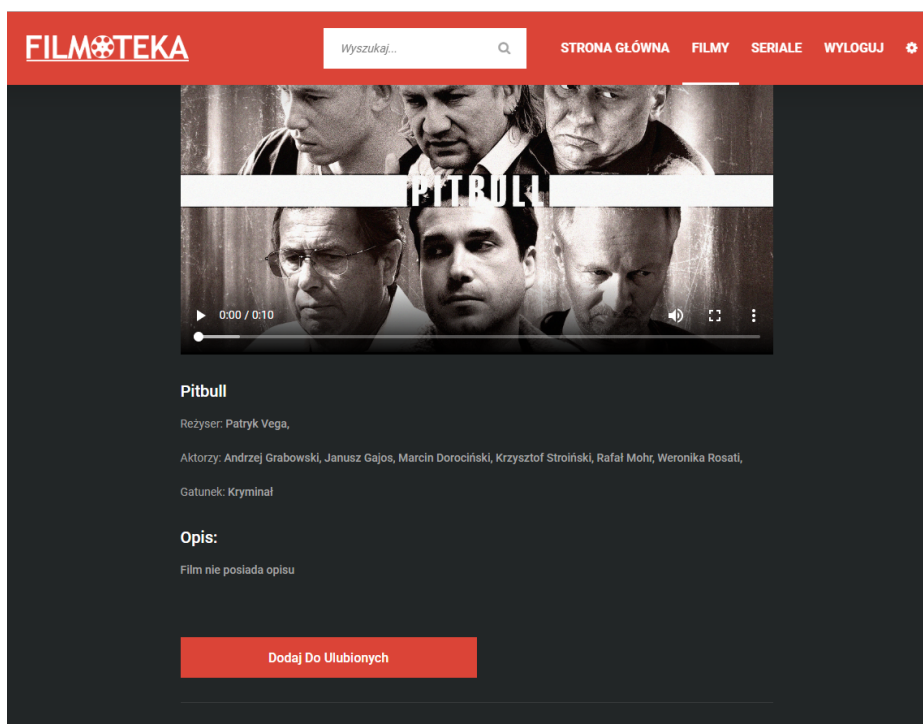 FILMOTEKA
Wyszukaj...
STRONA GŁÓWNA FILMY SERIALE WYLOGUJ
PITBULL
0:00 / 0:10
Pitbull
Reżyser: Patryk Vega,
Aktorzy: Andrzej Grabowski, Janusz Gajos, Marcin Dorociński, Krzysztof Stroiński, Rafał Mohr, Weronika Rosati,
Gatunek: Kryminał
Opis:
Film nie posiada opisu
Dodaj Do Ulubionych